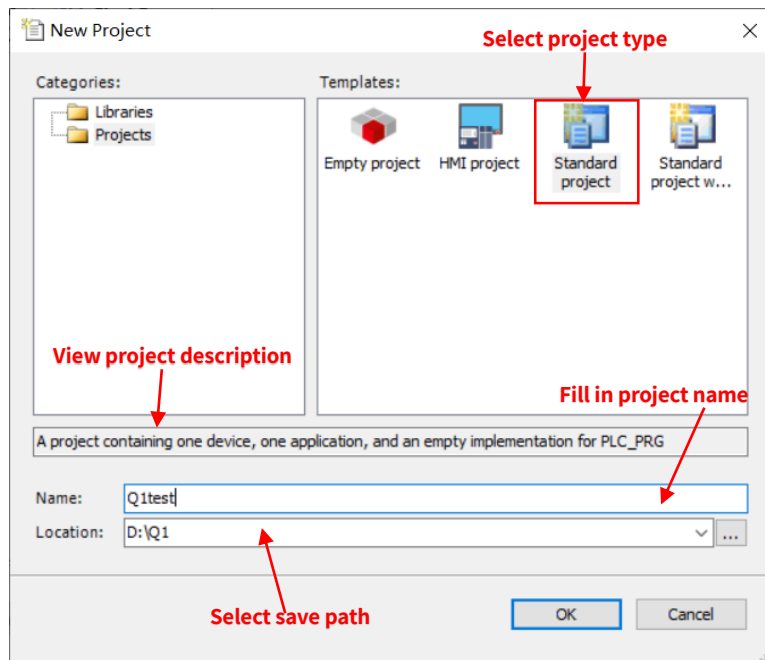 New Project
Select project type
Categories:
Templates:
Libraries
Projects
Empty project
HMI project
Standard
project
Standard
project w...
View project description
Fill in project name
A project containing one device, one application, and an empty implementation for PLC_PRG
Name:
Q1test
Location:
D:\Q1
...
Select save path
OK
Cancel